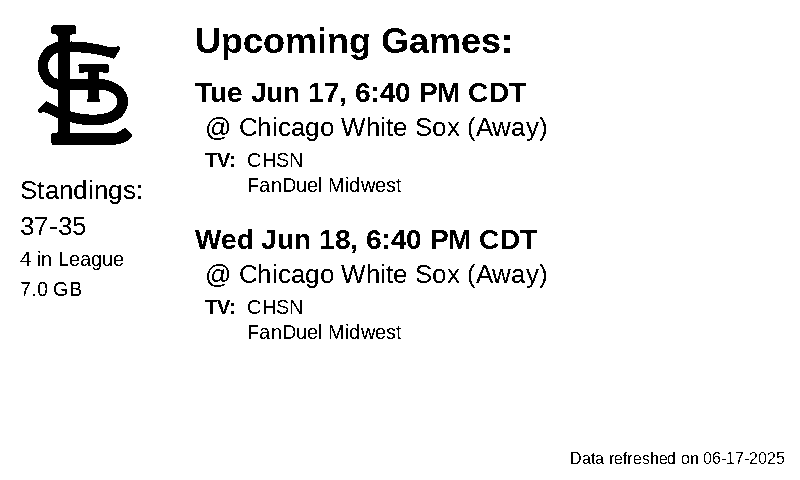 STL
Standings:
37-35
4 in League
7.0 GB
Upcoming Games:
Tue Jun 17, 6:40 PM CDT
@ Chicago White Sox (Away)
TV: CHSN
FanDuel Midwest
Wed Jun 18, 6:40 PM CDT
@ Chicago White Sox (Away)
TV: CHSN
FanDuel Midwest
Data refreshed on 06-17-2025